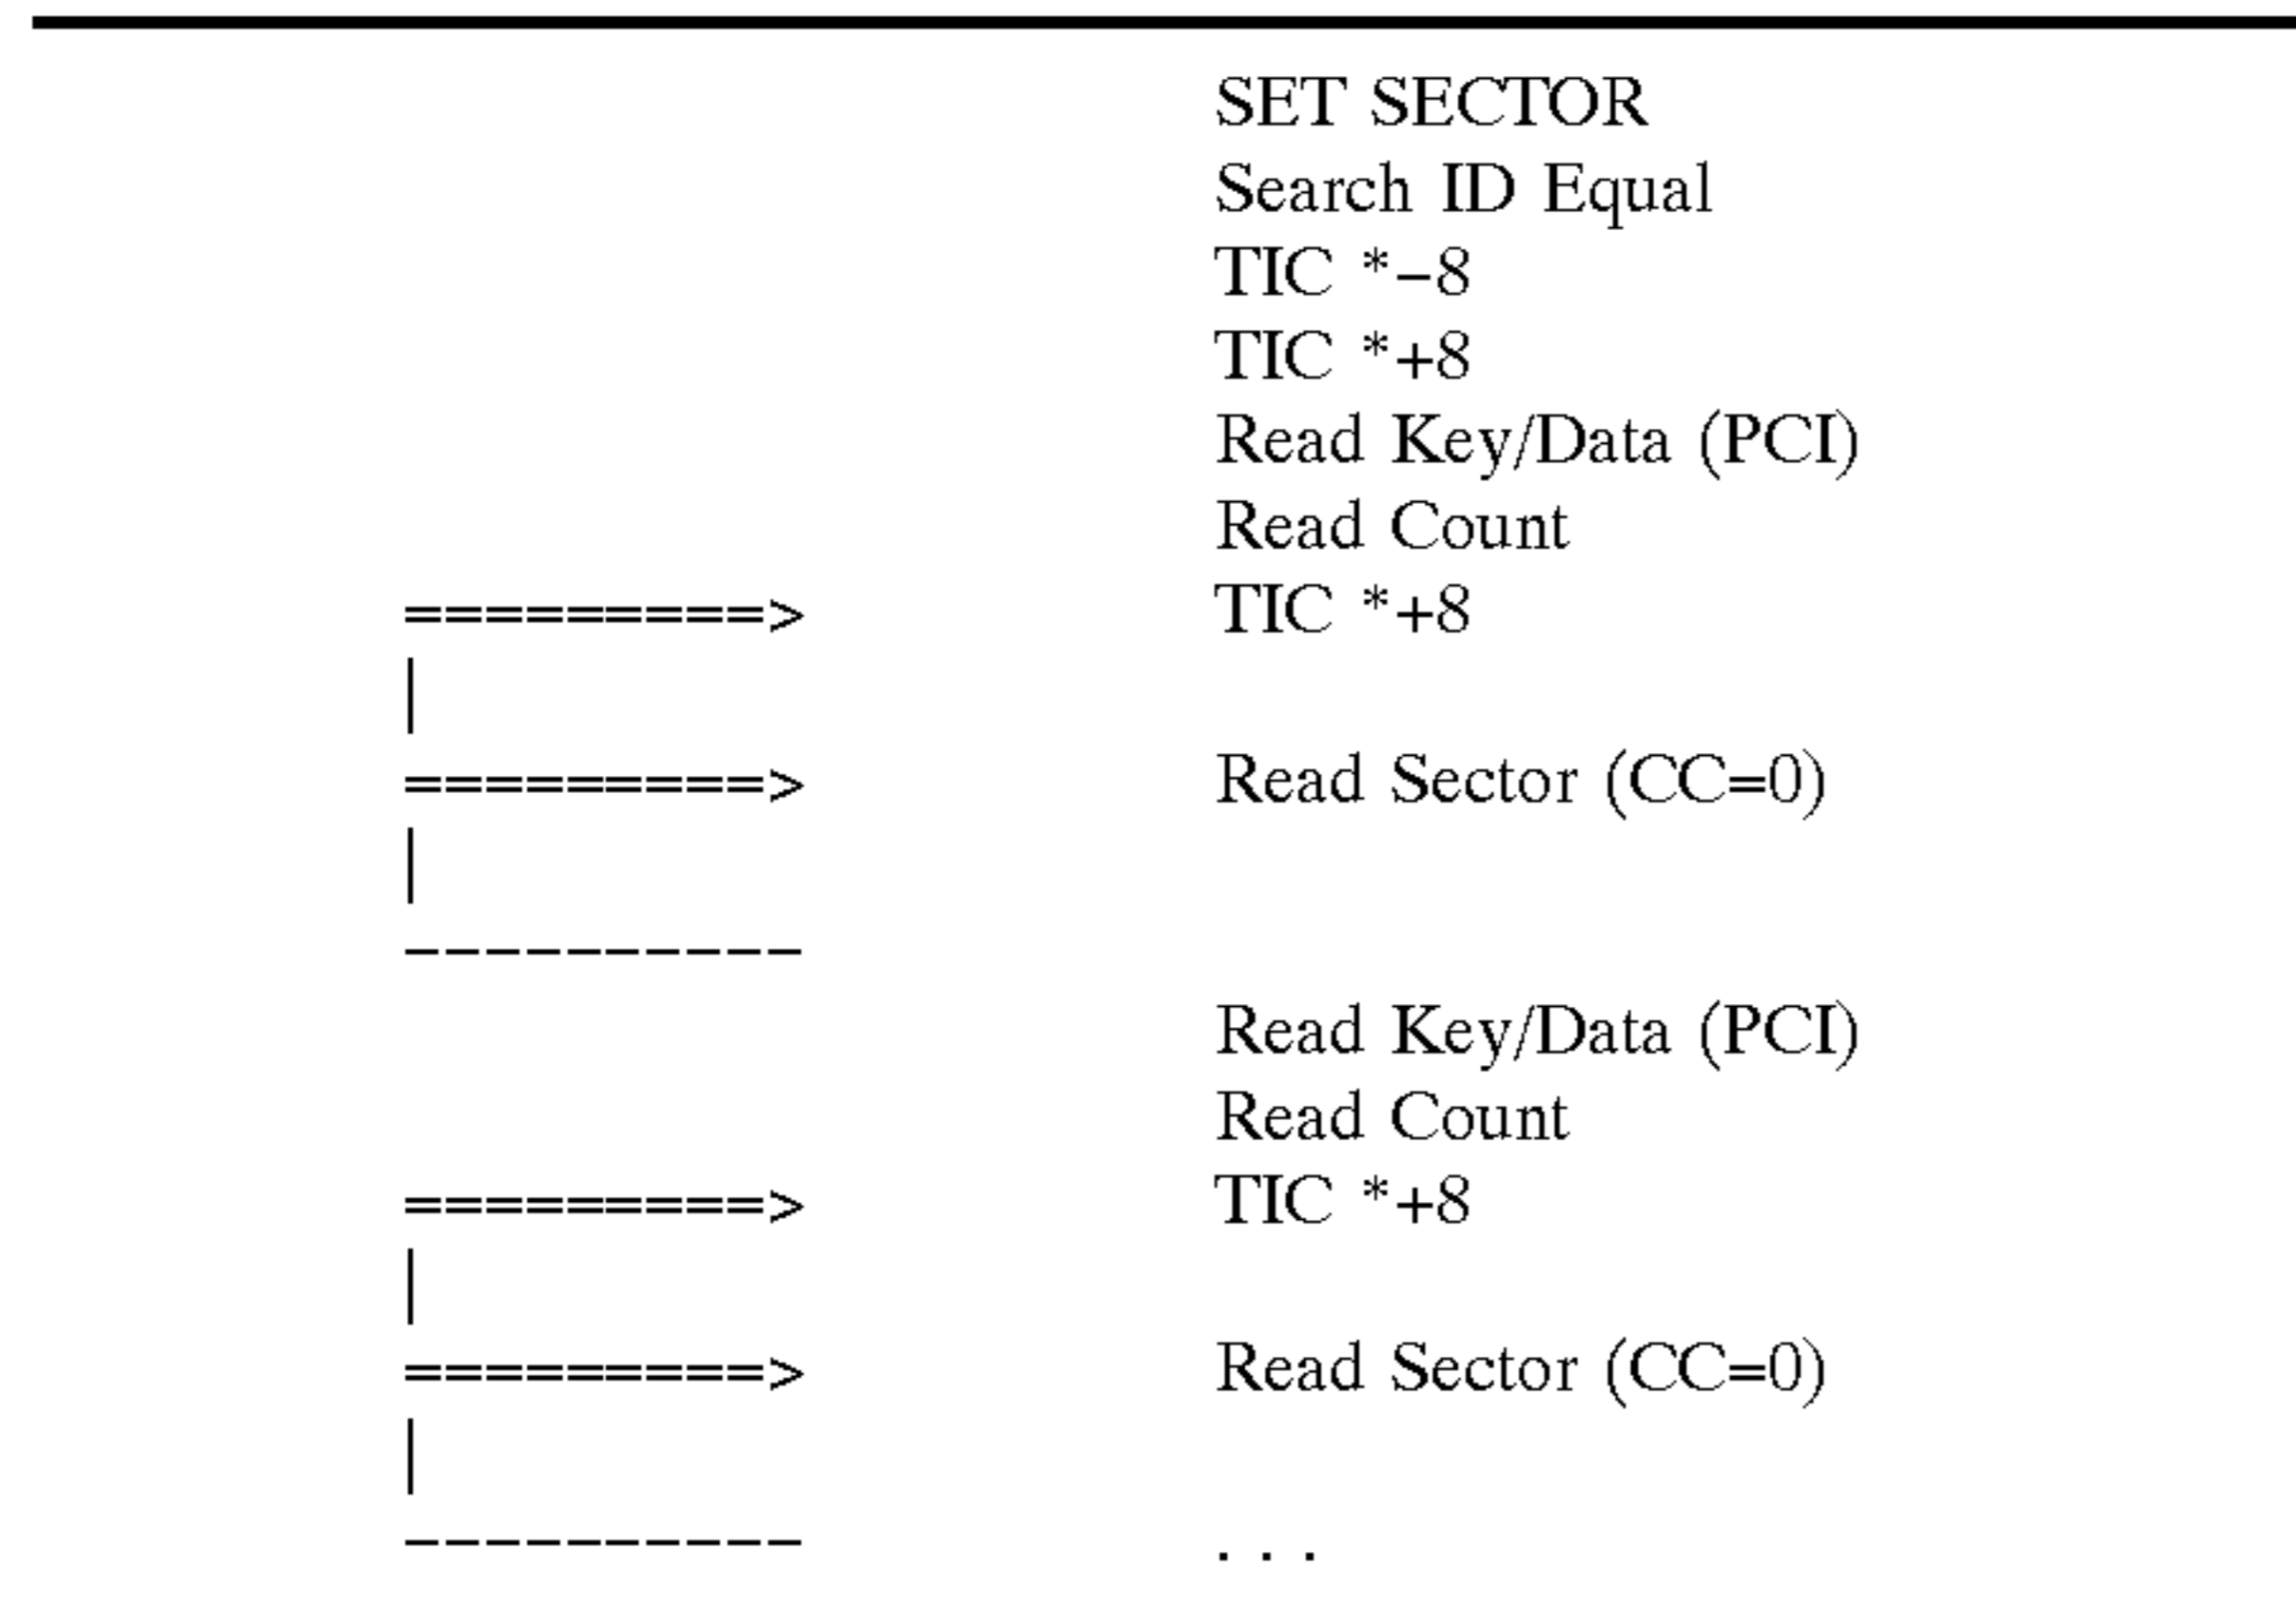 SET SECTOR
Search ID Equal
TIC *−8
TIC *+8
Read Key/Data (PCI)
Read Count
=========> TIC *+8
|
=========> Read Sector (CC=0)
|
----------
Read Key/Data (PCI)
Read Count
=========> TIC *+8
|
=========> Read Sector (CC=0)
|
---------- . . .